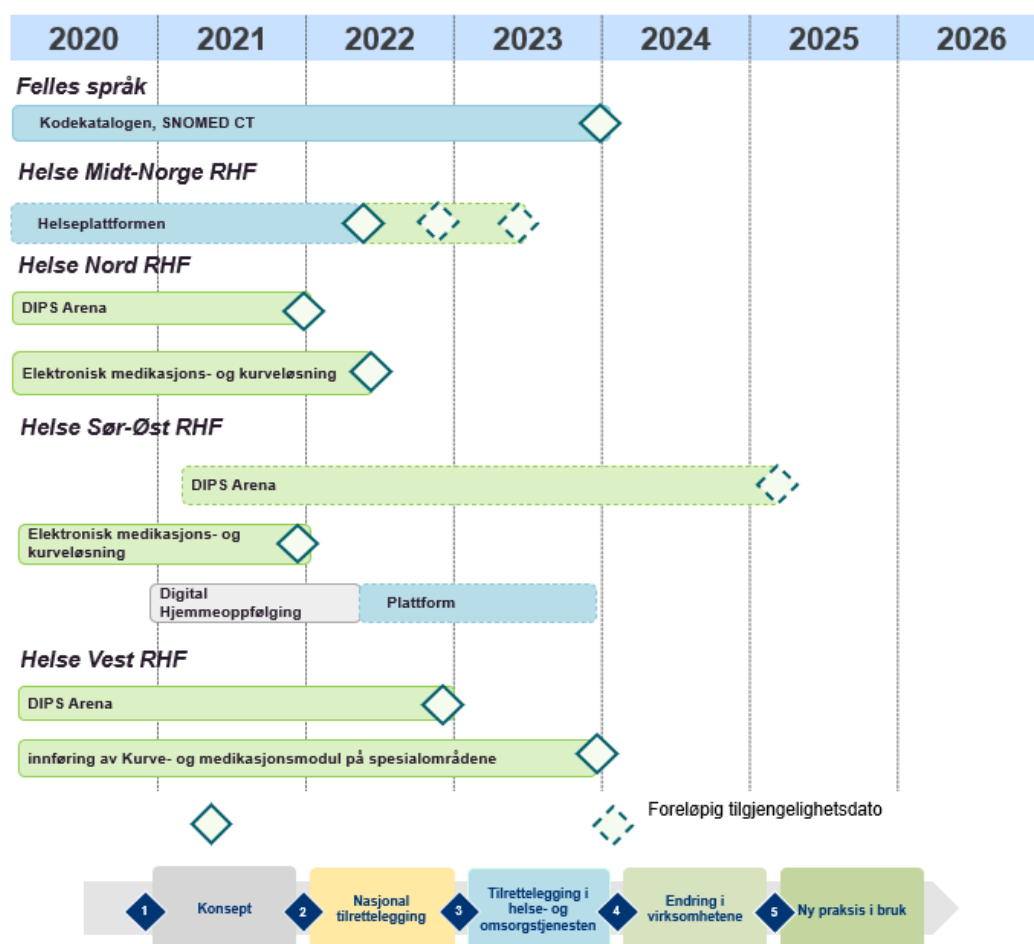 2020 2021 2022 2023 2024 2025 2026
Felles språk
Kodekatalogen, SNOMED CT
Helse Midt-Norge RHF
Helseplattformen
Helse Nord RHF
DIPS Arena
Elektronisk medikasjons- og kurveløsning
Helse Sør-Øst RHF
DIPS Arena
Elektronisk medikasjons- og
kurveløsning
Digital
Hjemmeoppfølging
Plattform
Helse Vest RHF
DIPS Arena
innføring av Kurve- og medikasjonsmodul på spesialområdene
Foreløpig tilgjengelighetsdato
1
Konsept
2
Nasjonal
tilrettelegging
3
Tilrettelegging i
helse- og
omsorgstjenesten
4
Endring i
virksomhetene
5
Ny praksis i bruk